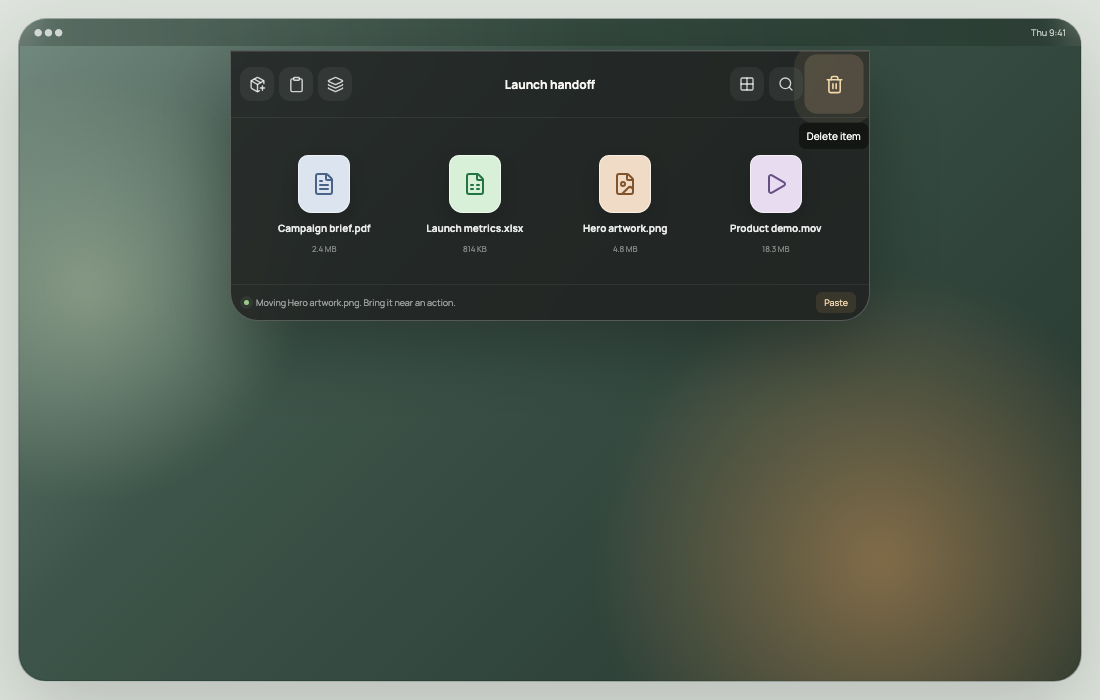 Thu 9:41
Launch handoff
Delete item
Campaign brief.pdf
2.4 MB
Launch metrics.xlsx
814 KB
Hero artwork.png
4.8 MB
Product demo.mov
18.3 MB
Moving Hero artwork.png. Bring it near an action.
Paste